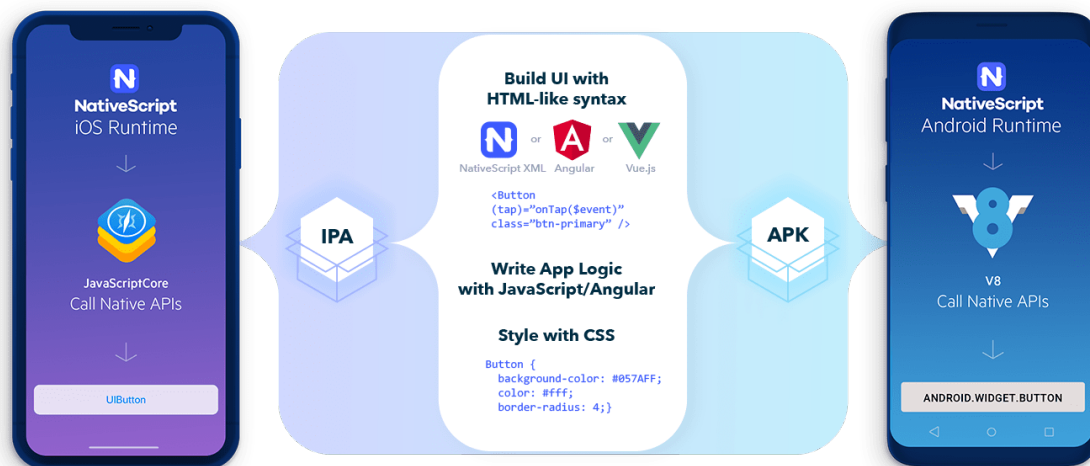 NativeScript
iOS Runtime
JavaScriptCore
Call Native APIs
UIButton
IPA
Build UI with
HTML-like syntax
N or A or
NativeScript XML Angular Vue.js
<Button
(tap)="onTap($event)"
class="btn-primary" />
Write App Logic
with JavaScript/Angular
Style with CSS
Button {
background-color: #057AFF;
color: #fff;
border-radius: 4;}
APK
NativeScript
Android Runtime
8
V8
Call Native APIs
ANDROID.WIDGET.BUTTON